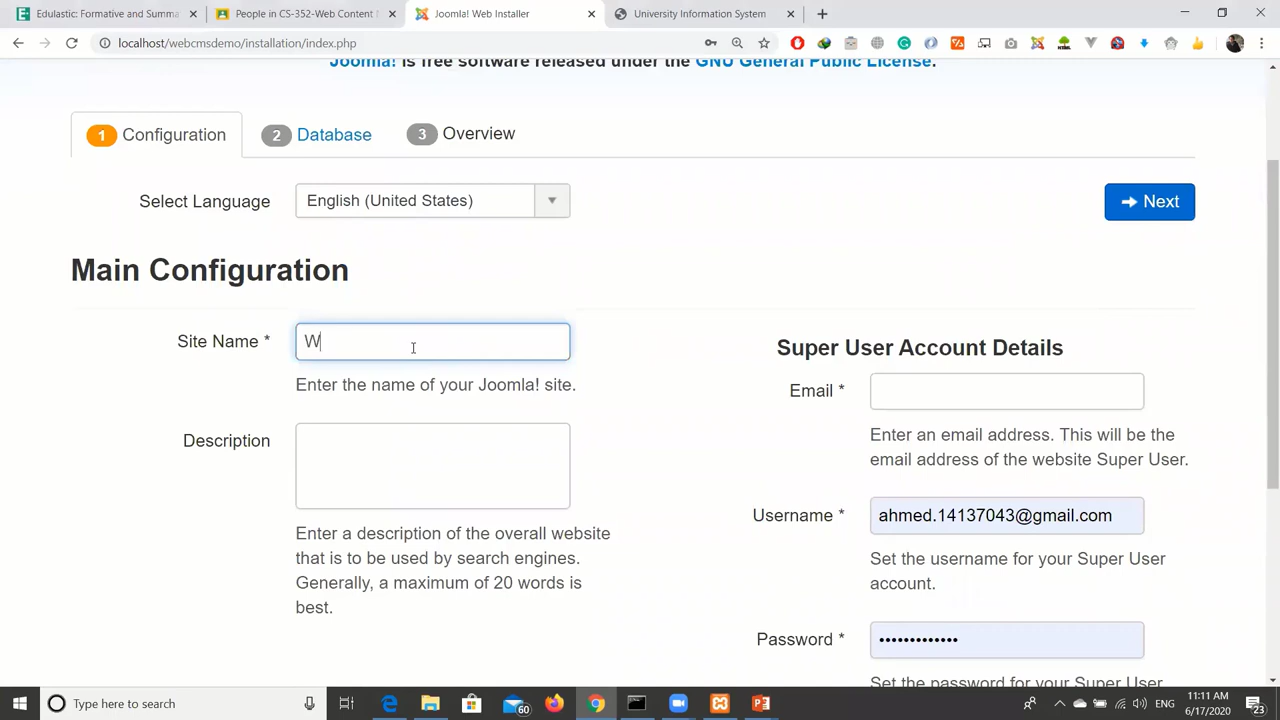 Edulastic: Formative and Summa
People in CS-352-Web Content M
Joomla! Web Installer
University Information System
localhost/webcmsdemo/installation/index.php
Joomla! is free software released under the GNU General Public License.
1 Configuration
2 Database
3 Overview
Select Language
English (United States)
Next
Main Configuration
Site Name *
W
Enter the name of your Joomla! site.
Description
Enter a description of the overall website
that is to be used by search engines.
Generally, a maximum of 20 words is
best.
Super User Account Details
Email *
Enter an email address. This will be the
email address of the website Super User.
Username *
ahmed.14137043@gmail.com
Set the username for your Super User
account.
Password *
•••••••••••••
Set the password for your Super User
Type here to search
60
11:11 AM
6/17/2020
23